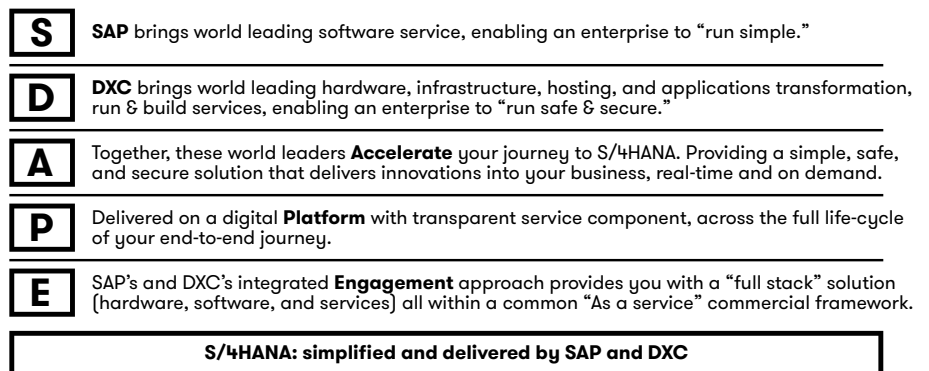 S
SAP brings world leading software service, enabling an enterprise to “run simple.”
D
DXC brings world leading hardware, infrastructure, hosting, and applications transformation,
run & build services, enabling an enterprise to “run safe & secure.”
A
Together, these world leaders Accelerate your journey to S/4HANA. Providing a simple, safe,
and secure solution that delivers innovations into your business, real-time and on demand.
P
Delivered on a digital Platform with transparent service component, across the full life-cycle
of your end-to-end journey.
E
SAP’s and DXC’s integrated Engagement approach provides you with a “full stack” solution
(hardware, software, and services) all within a common “As a service” commercial framework.
S/4HANA: simplified and delivered by SAP and DXC